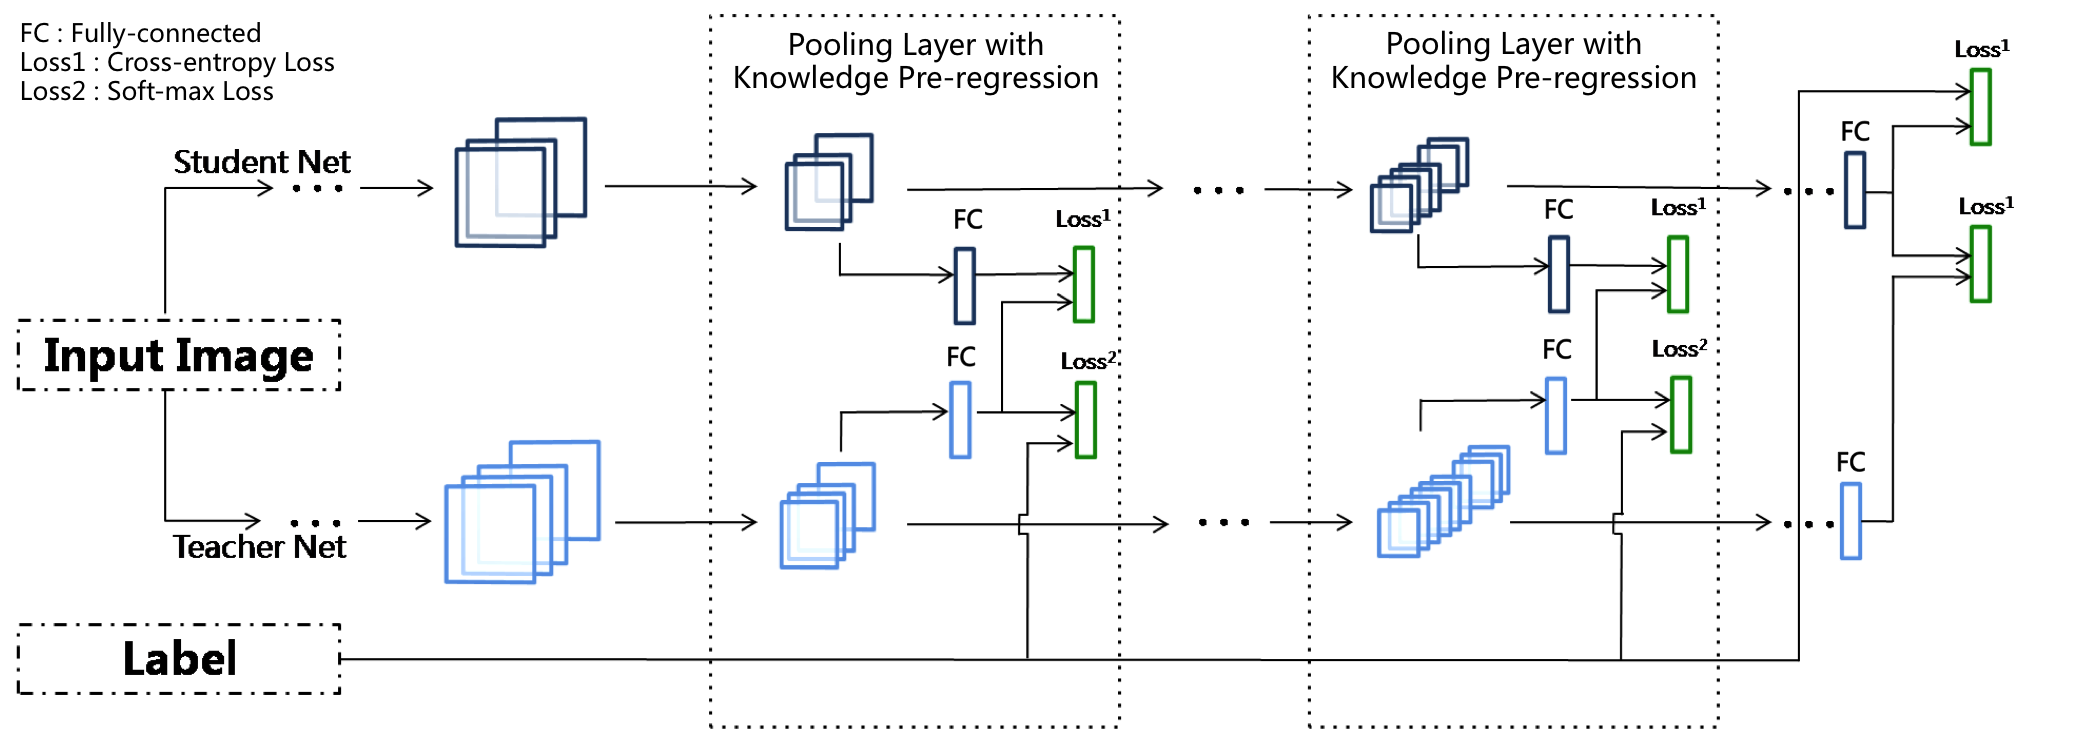 FC : Fully-connected
Loss1 : Cross-entropy Loss
Loss2 : Soft-max Loss
Pooling Layer with
Knowledge Pre-regression
Pooling Layer with
Knowledge Pre-regression
Loss¹
FC
Student Net
FC
Loss¹
FC
Loss¹
Loss¹
Input Image
FC
Loss²
FC
Loss²
FC
Teacher Net
Label